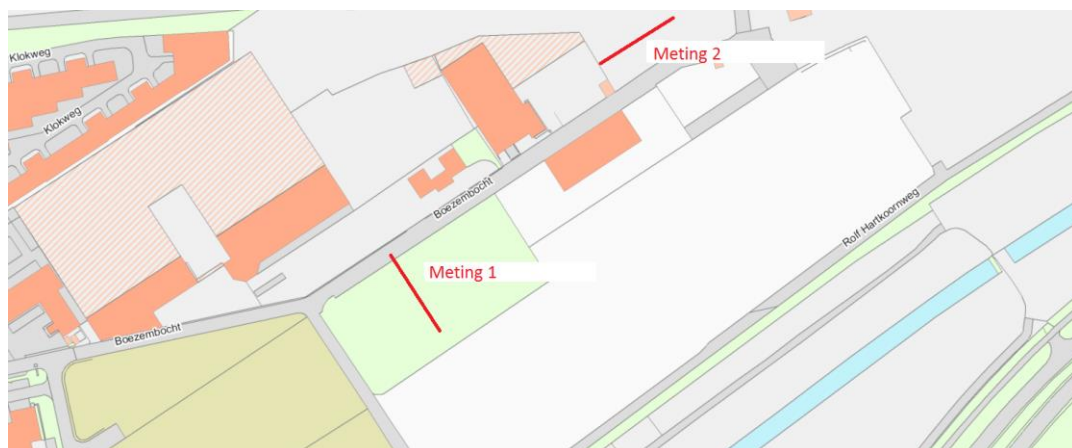 Klokweg
Meting 2
Klokweg
Boezembocht
Rolf Hartkoornweg
Meting 1
Boezembocht